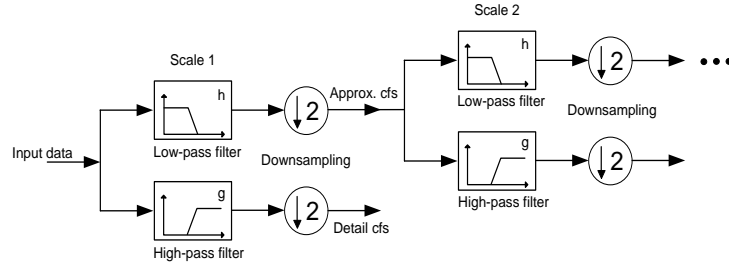 Scale 1
Scale 2
Input data
h
Low-pass filter
2
Approx. cfs
Downsampling
g
High-pass filter
2
Detail cfs
h
Low-pass filter
2
Downsampling
g
High-pass filter
2